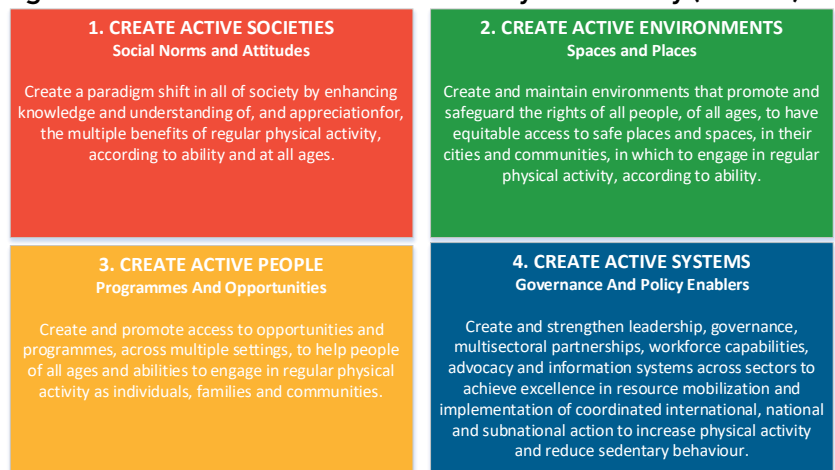 1. CREATE ACTIVE SOCIETIES
Social Norms and Attitudes
Create a paradigm shift in all of society by enhancing
knowledge and understanding of, and appreciationfor,
the multiple benefits of regular physical activity,
according to ability and at all ages.
2. CREATE ACTIVE ENVIRONMENTS
Spaces and Places
Create and maintain environments that promote and
safeguard the rights of all people, of all ages, to have
equitable access to safe places and spaces, in their
cities and communities, in which to engage in regular
physical activity, according to ability.
3. CREATE ACTIVE PEOPLE
Programmes And Opportunities
Create and promote access to opportunities and
programmes, across multiple settings, to help people
of all ages and abilities to engage in regular physical
activity as individuals, families and communities.
4. CREATE ACTIVE SYSTEMS
Governance And Policy Enablers
Create and strengthen leadership, governance,
multisectoral partnerships, workforce capabilities,
advocacy and information systems across sectors to
achieve excellence in resource mobilization and
implementation of coordinated international, national
and subnational action to increase physical activity
and reduce sedentary behaviour.